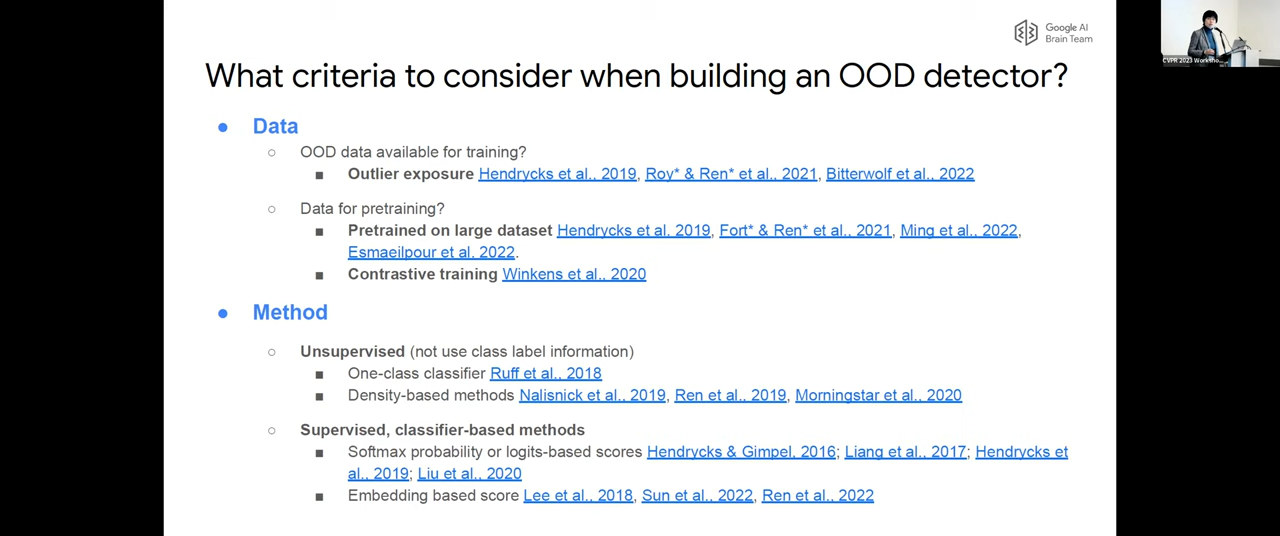 Google AI
Brain Team
CVPR 2023 Worksho...
What criteria to consider when building an OOD detector?
● Data
○ OOD data available for training?
■ Outlier exposure Hendrycks et al., 2019, Roy* & Ren* et al., 2021, Bitterwolf et al., 2022
○ Data for pretraining?
■ Pretrained on large dataset Hendrycks et al. 2019, Fort* & Ren* et al., 2021, Ming et al., 2022,
Esmaeilpour et al. 2022.
■ Contrastive training Winkens et al., 2020
● Method
○ Unsupervised (not use class label information)
■ One-class classifier Ruff et al., 2018
■ Density-based methods Nalisnick et al., 2019, Ren et al., 2019, Morningstar et al., 2020
○ Supervised, classifier-based methods
■ Softmax probability or logits-based scores Hendrycks & Gimpel, 2016; Liang et al., 2017; Hendrycks et
al., 2019; Liu et al., 2020
■ Embedding based score Lee et al., 2018, Sun et al., 2022, Ren et al., 2022